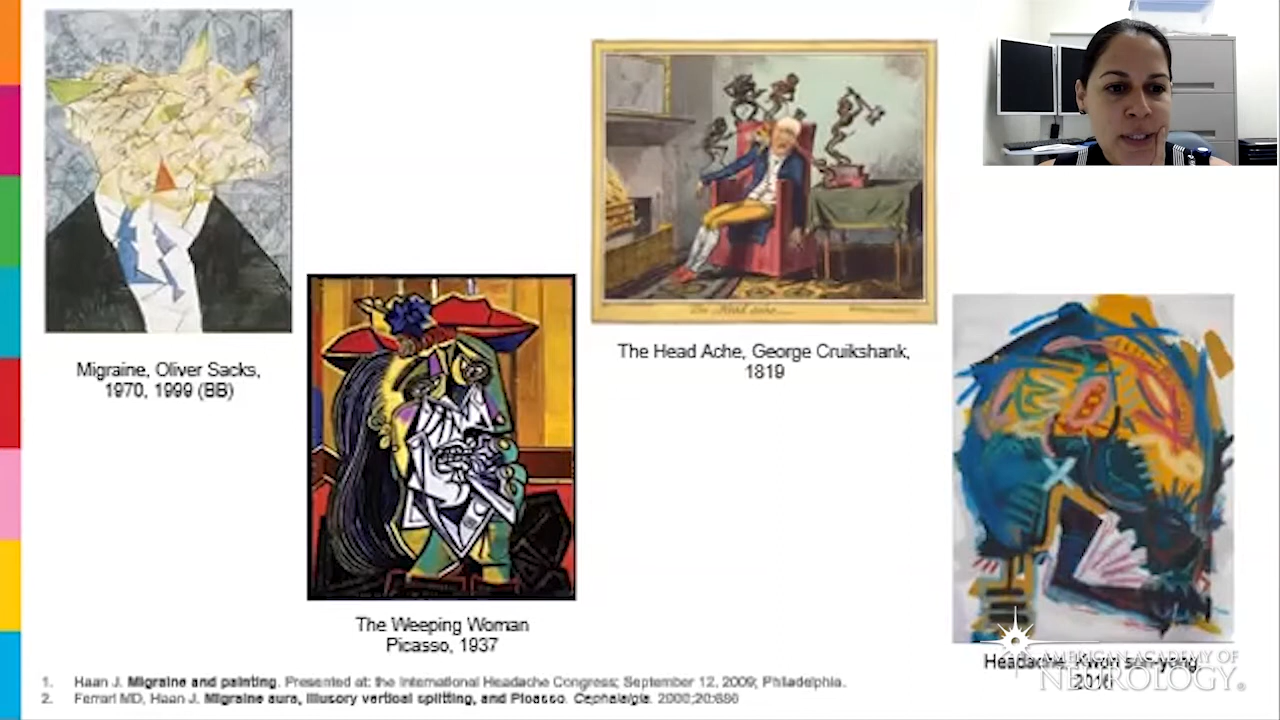 Migraine, Oliver Sacks,
1970, 1999 (BB)
The Head Ache, George Cruikshank,
1819
The Weeping Woman
Picasso, 1937
Headache, Kwon
2016
AMERICAN ACADEMY OF
NEUROLOGY®
1. Haan J. Migraine and painting. Presented at: the International Headache Congress; September 12, 2009; Philadelphia.
2. Ferrari MD, Haan J. Migraine aura, illusory vertical splitting, and Picasso. Cephalalgia. 2000;20:686